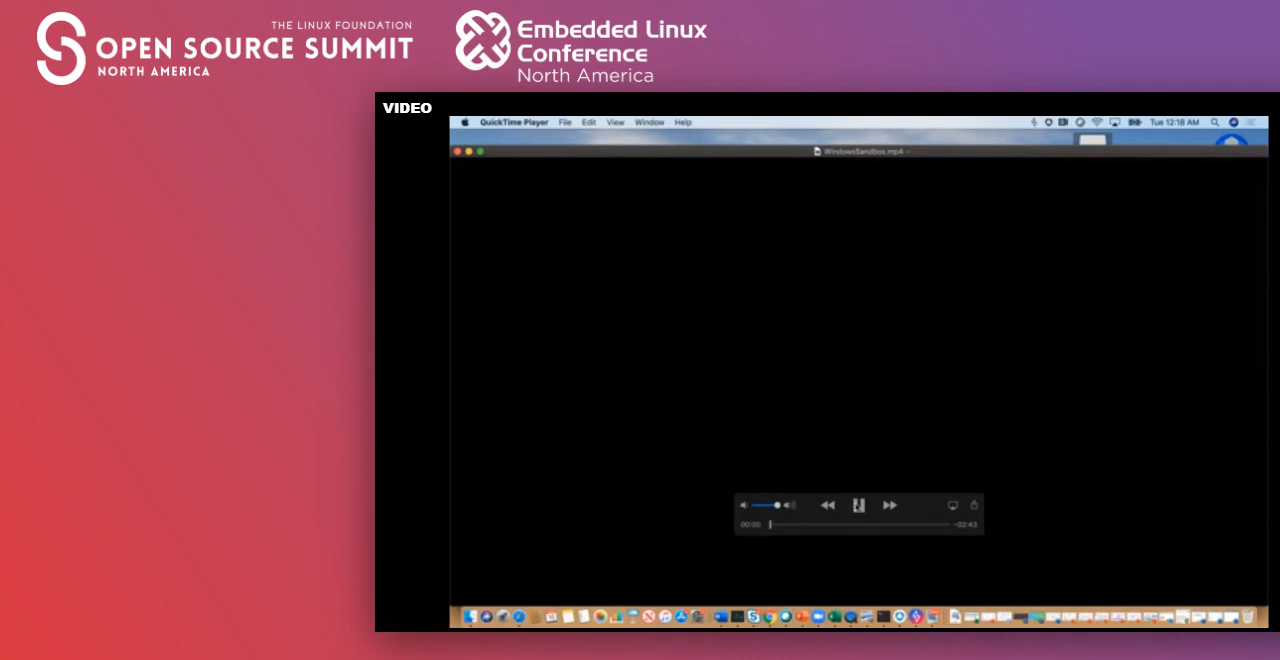 THE LINUX FOUNDATION
OPEN SOURCE SUMMIT
NORTH AMERICA
Embedded Linux
Conference
North America
VIDEO
QuickTime Player File Edit View Window Help
Tue 12:18 AM
WindowsSandbox.mp4
00:00
-02:43